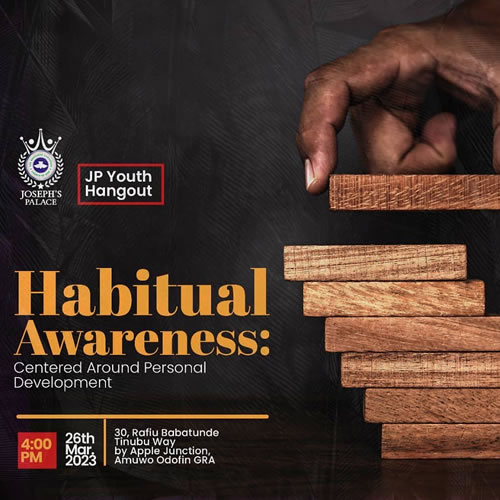 JOSEPH'S
PALACE
JP Youth
Hangout
Habitual
Awareness:
Centered Around Personal
Development
4:00
PM
26th
Mar,
2023
30, Rafiu Babatunde
Tinubu Way
by Apple Junction,
Amuwo Odofin GRA